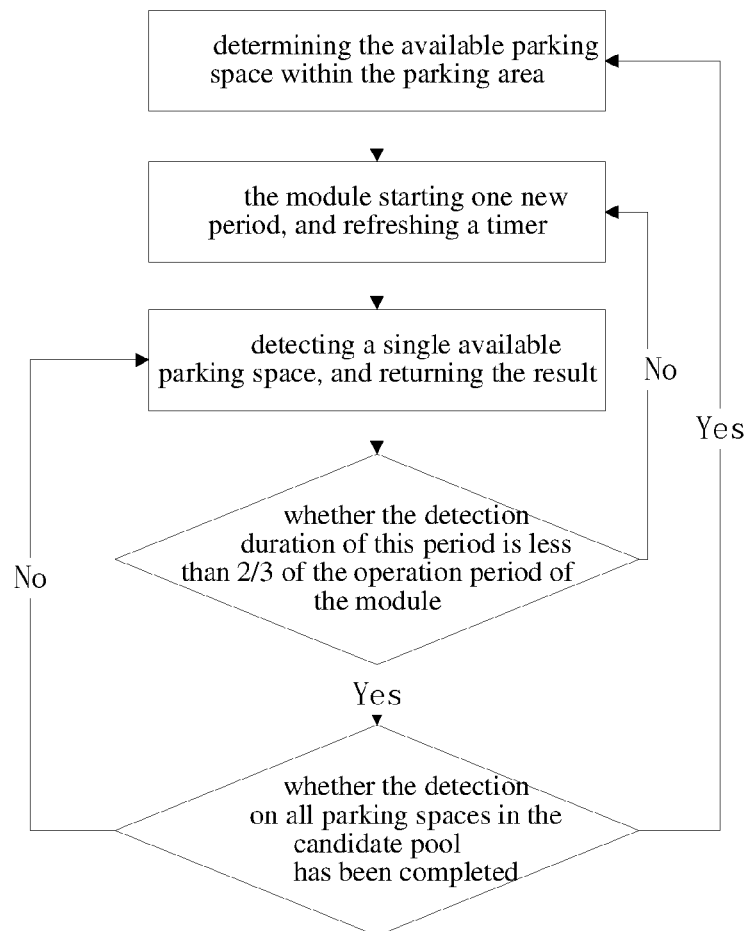 determining the available parking
space within the parking area
the module starting one new
period, and refreshing a timer
detecting a single available
parking space, and returning the result
No
Yes
whether the detection
duration of this period is less
than 2/3 of the operation period of
the module
No
Yes
whether the detection
on all parking spaces in the
candidate pool
has been completed